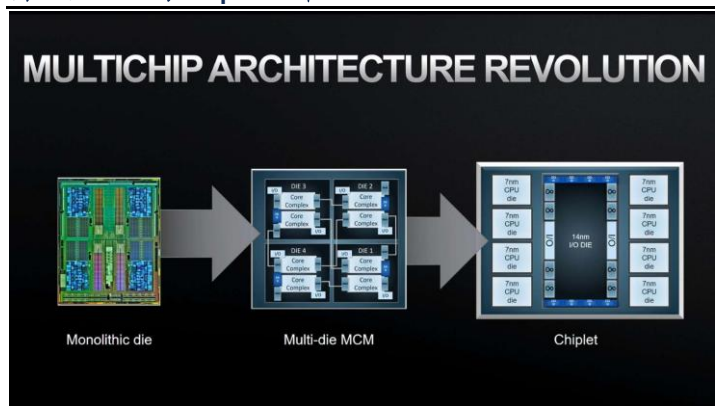 MULTICHIP ARCHITECTURE REVOLUTION
DIE 3
DIE 2
I/O
Core
Complex
Core
Complex
Core
Complex
Core
Complex
I/O
I/O
DIE 4
DIE 1
I/O
Core
Complex
Core
Complex
Core
Complex
Core
Complex
I/O
I/O
7nm
CPU
die
7nm
CPU
die
7nm
CPU
die
7nm
CPU
die
I/O
14nm
I/O DIE
I/O
7nm
CPU
die
7nm
CPU
die
7nm
CPU
die
7nm
CPU
die
Monolithic die
Multi-die MCM
Chiplet